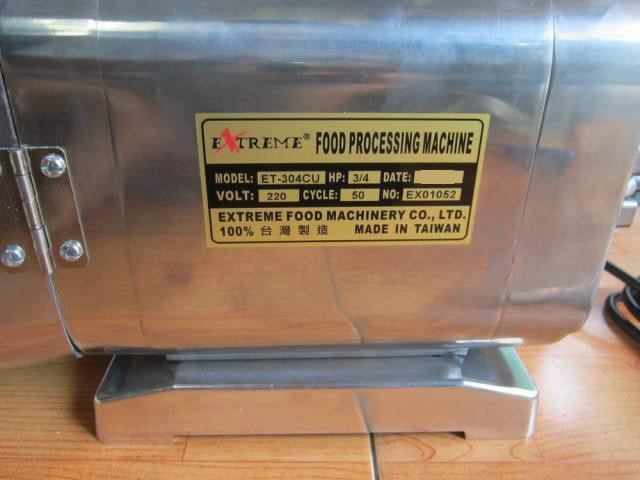 EXTREME® FOOD PROCESSING MACHINE
MODEL: ET-304CU HP: 3/4 DATE:
VOLT: 220 CYCLE: 50 NO: EX01052
EXTREME FOOD MACHINERY CO., LTD.
100% 台灣製造 MADE IN TAIWAN